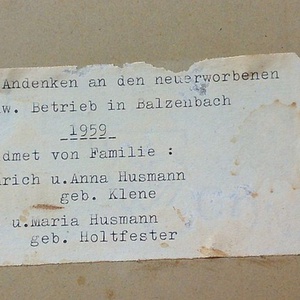 Andenken an den neuerworbenen
w. Betrieb in Balzenbach
1959
dmet von Familie :
rich u.Anna Husmann
geb. Klene
u.Maria Husmann
geb. Holtfester